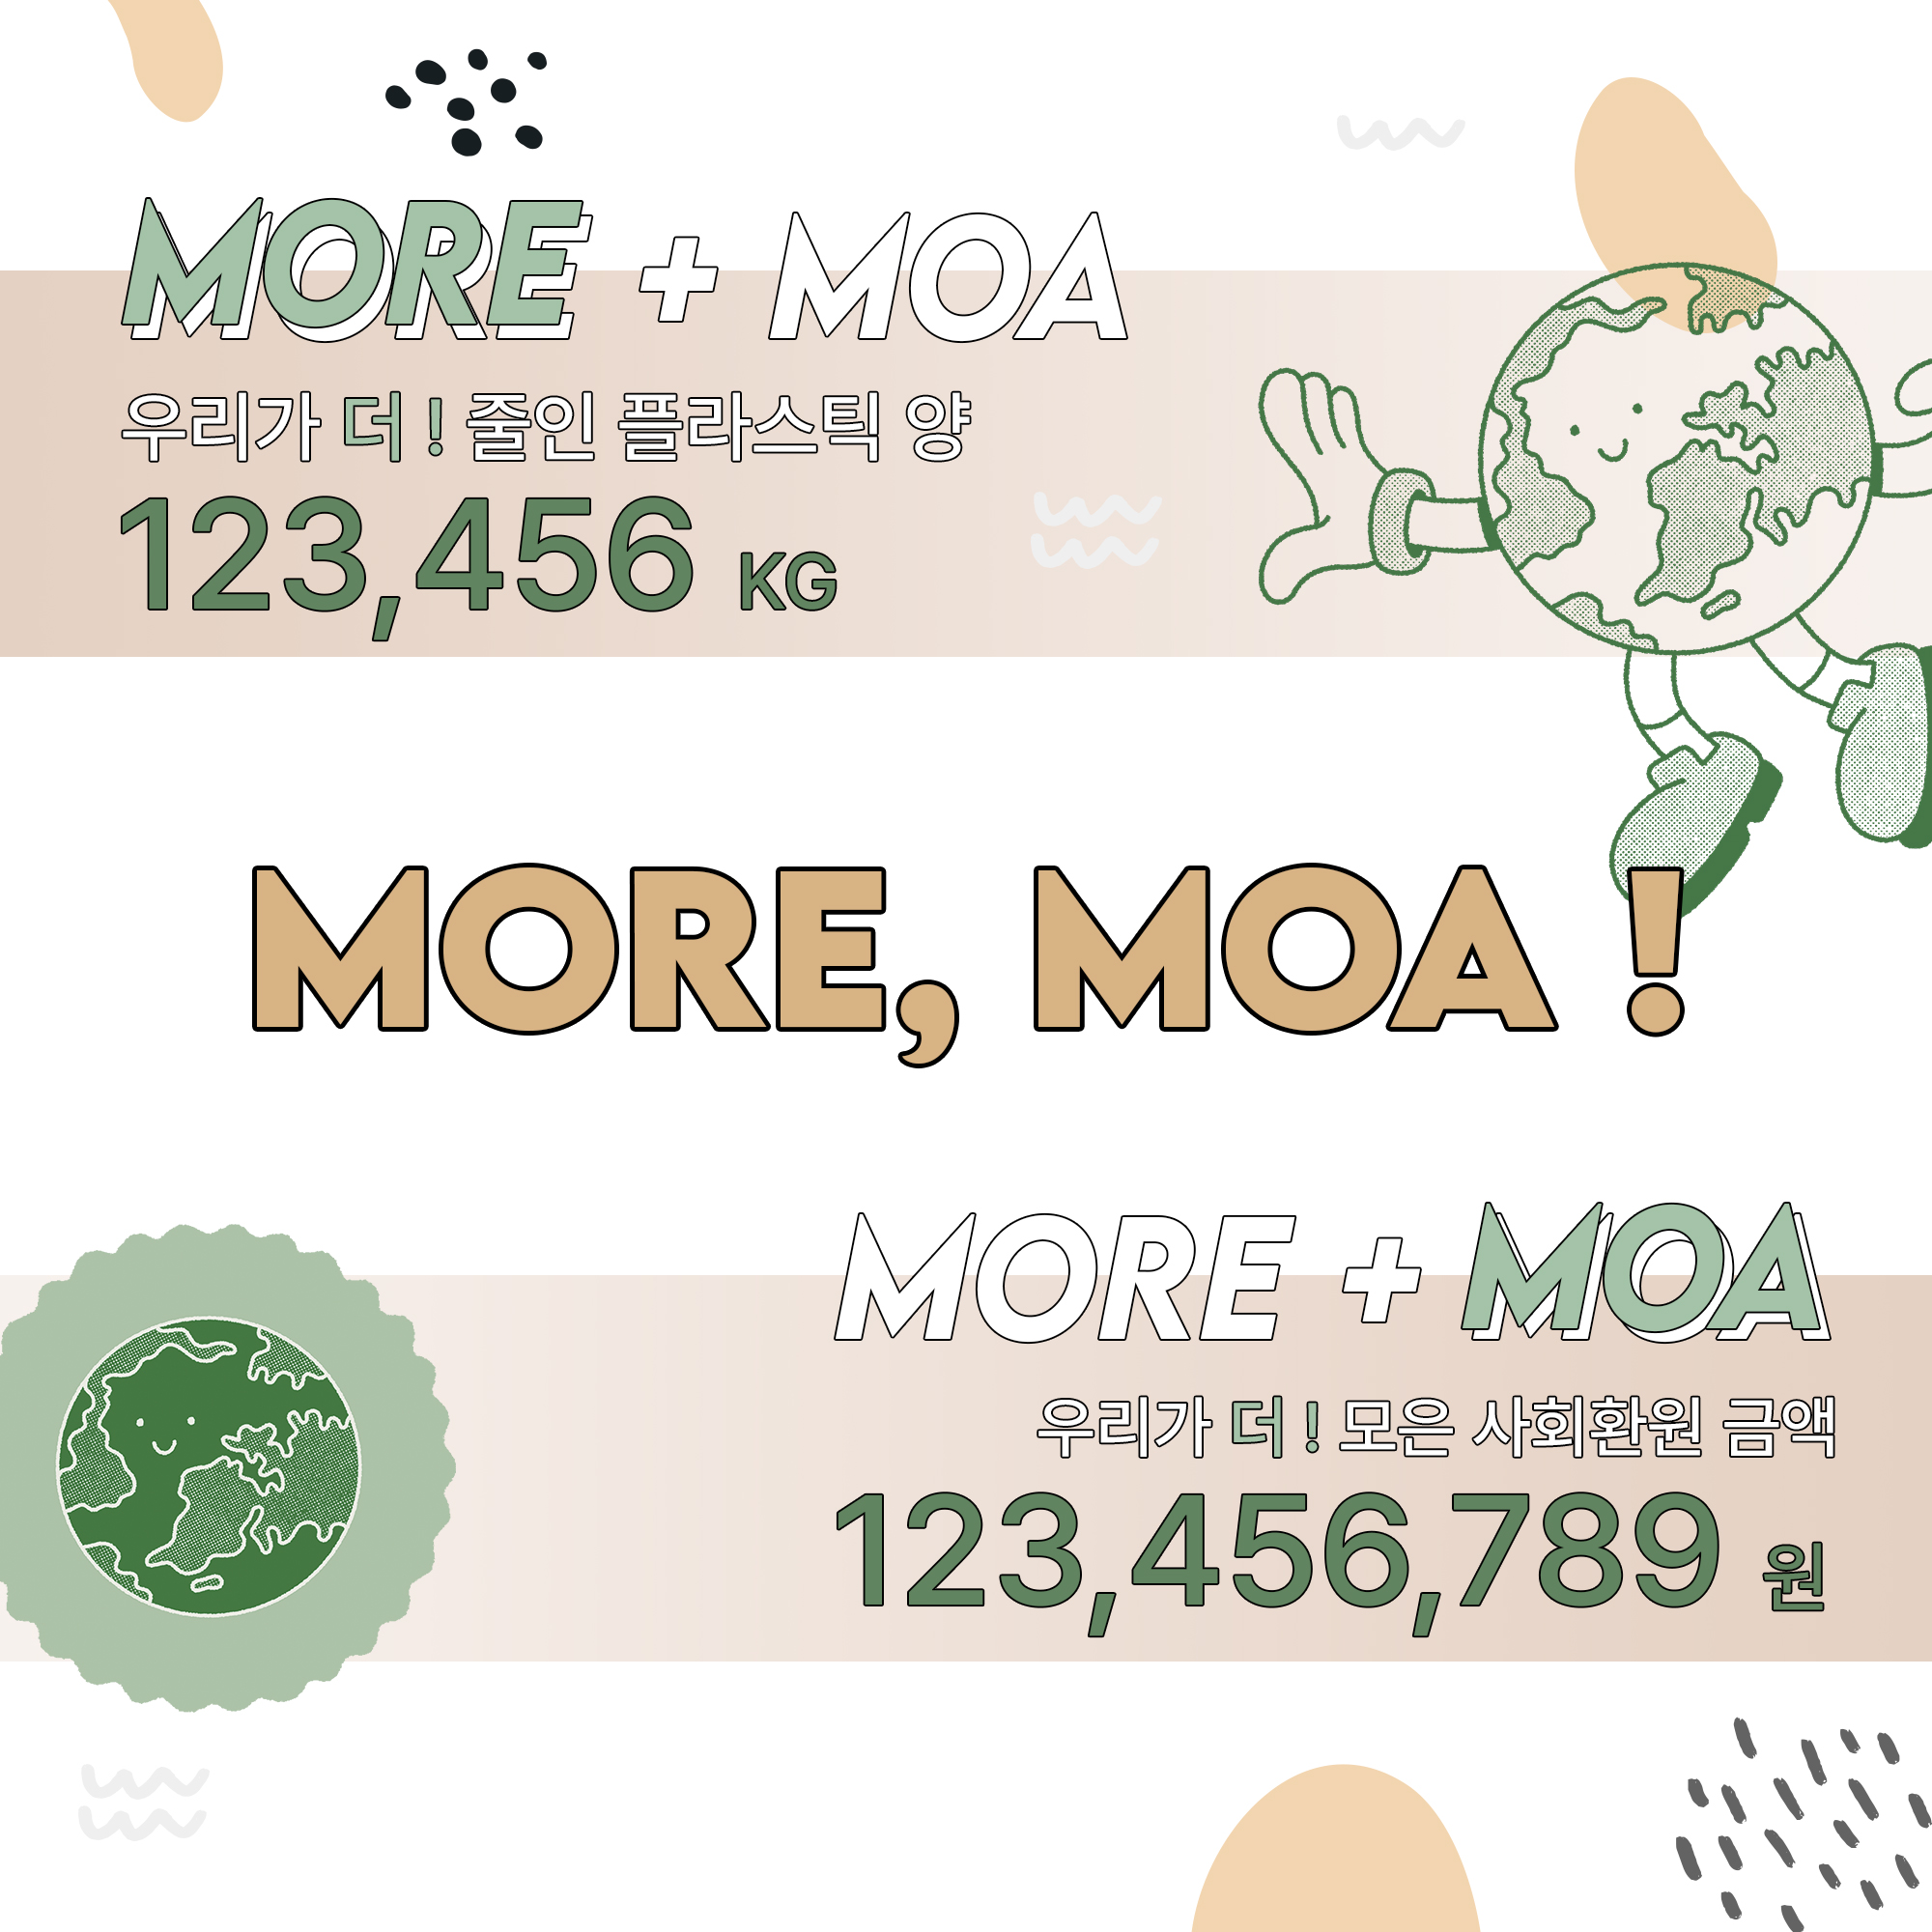 MORE + MOA
우리가 더 ! 줄인 플라스틱 양
123,456 KG
MORE, MOA !
MORE + MOA
우리가 더 ! 모은 사회환원 금액
123,456,789 원